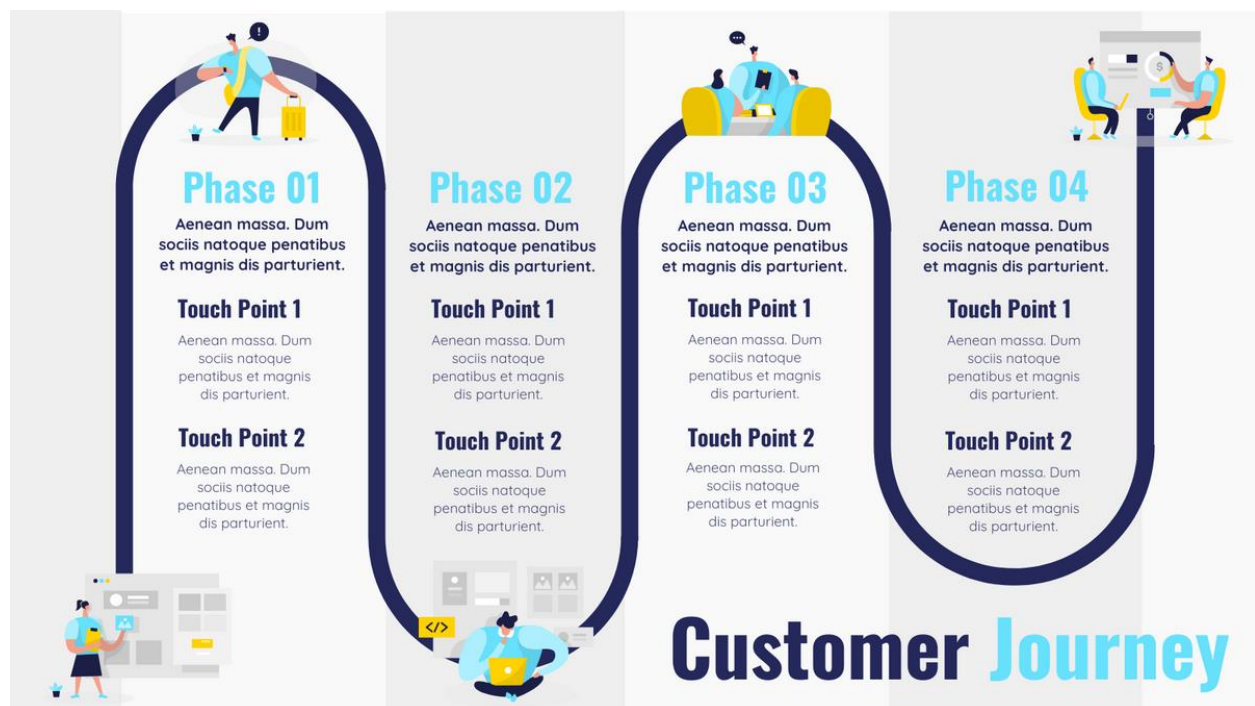 Phase 01
Aenean massa. Dum
sociis natoque penatibus
et magnis dis parturient.
Touch Point 1
Aenean massa. Dum
sociis natoque
penatibus et magnis
dis parturient.
Touch Point 2
Aenean massa. Dum
sociis natoque
penatibus et magnis
dis parturient.
Phase 02
Aenean massa. Dum
sociis natoque penatibus
et magnis dis parturient.
Touch Point 1
Aenean massa. Dum
sociis natoque
penatibus et magnis
dis parturient.
Touch Point 2
Aenean massa. Dum
sociis natoque
penatibus et magnis
dis parturient.
</>
Phase 03
Aenean massa. Dum
sociis natoque penatibus
et magnis dis parturient.
Touch Point 1
Aenean massa. Dum
sociis natoque
penatibus et magnis
dis parturient.
Touch Point 2
Aenean massa. Dum
sociis natoque
penatibus et magnis
dis parturient.
$
Phase 04
Aenean massa. Dum
sociis natoque penatibus
et magnis dis parturient.
Touch Point 1
Aenean massa. Dum
sociis natoque
penatibus et magnis
dis parturient.
Touch Point 2
Aenean massa. Dum
sociis natoque
penatibus et magnis
dis parturient.
Customer Journey